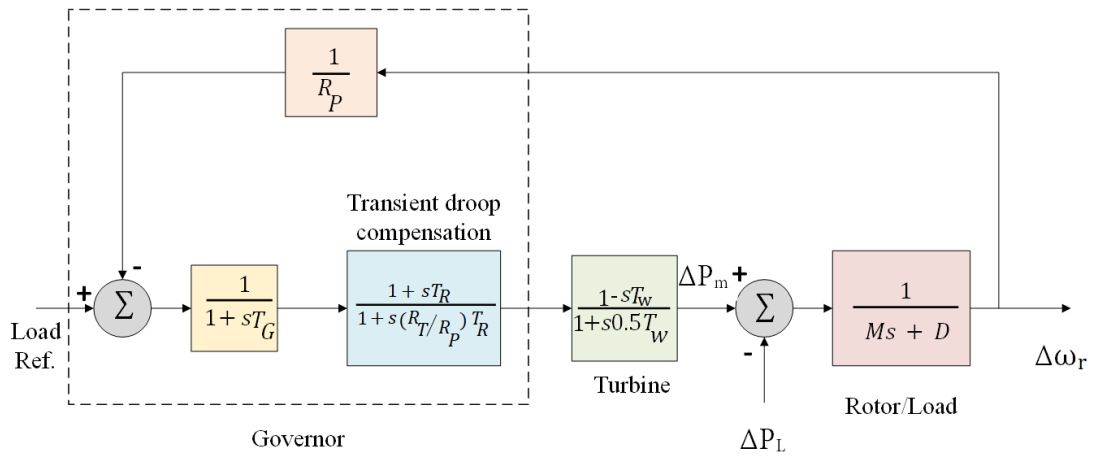 1
R_P
Transient droop
compensation
-
+
Σ
1
1 + sT_G
1 + sT_R
1 + s(R_T/R_P) T_R
1-sT_w
1+s0.5T_w
ΔP_m
+
Σ
-
1
Ms + D
Load
Ref.
Turbine
Δω_r
Rotor/Load
Governor
ΔP_L